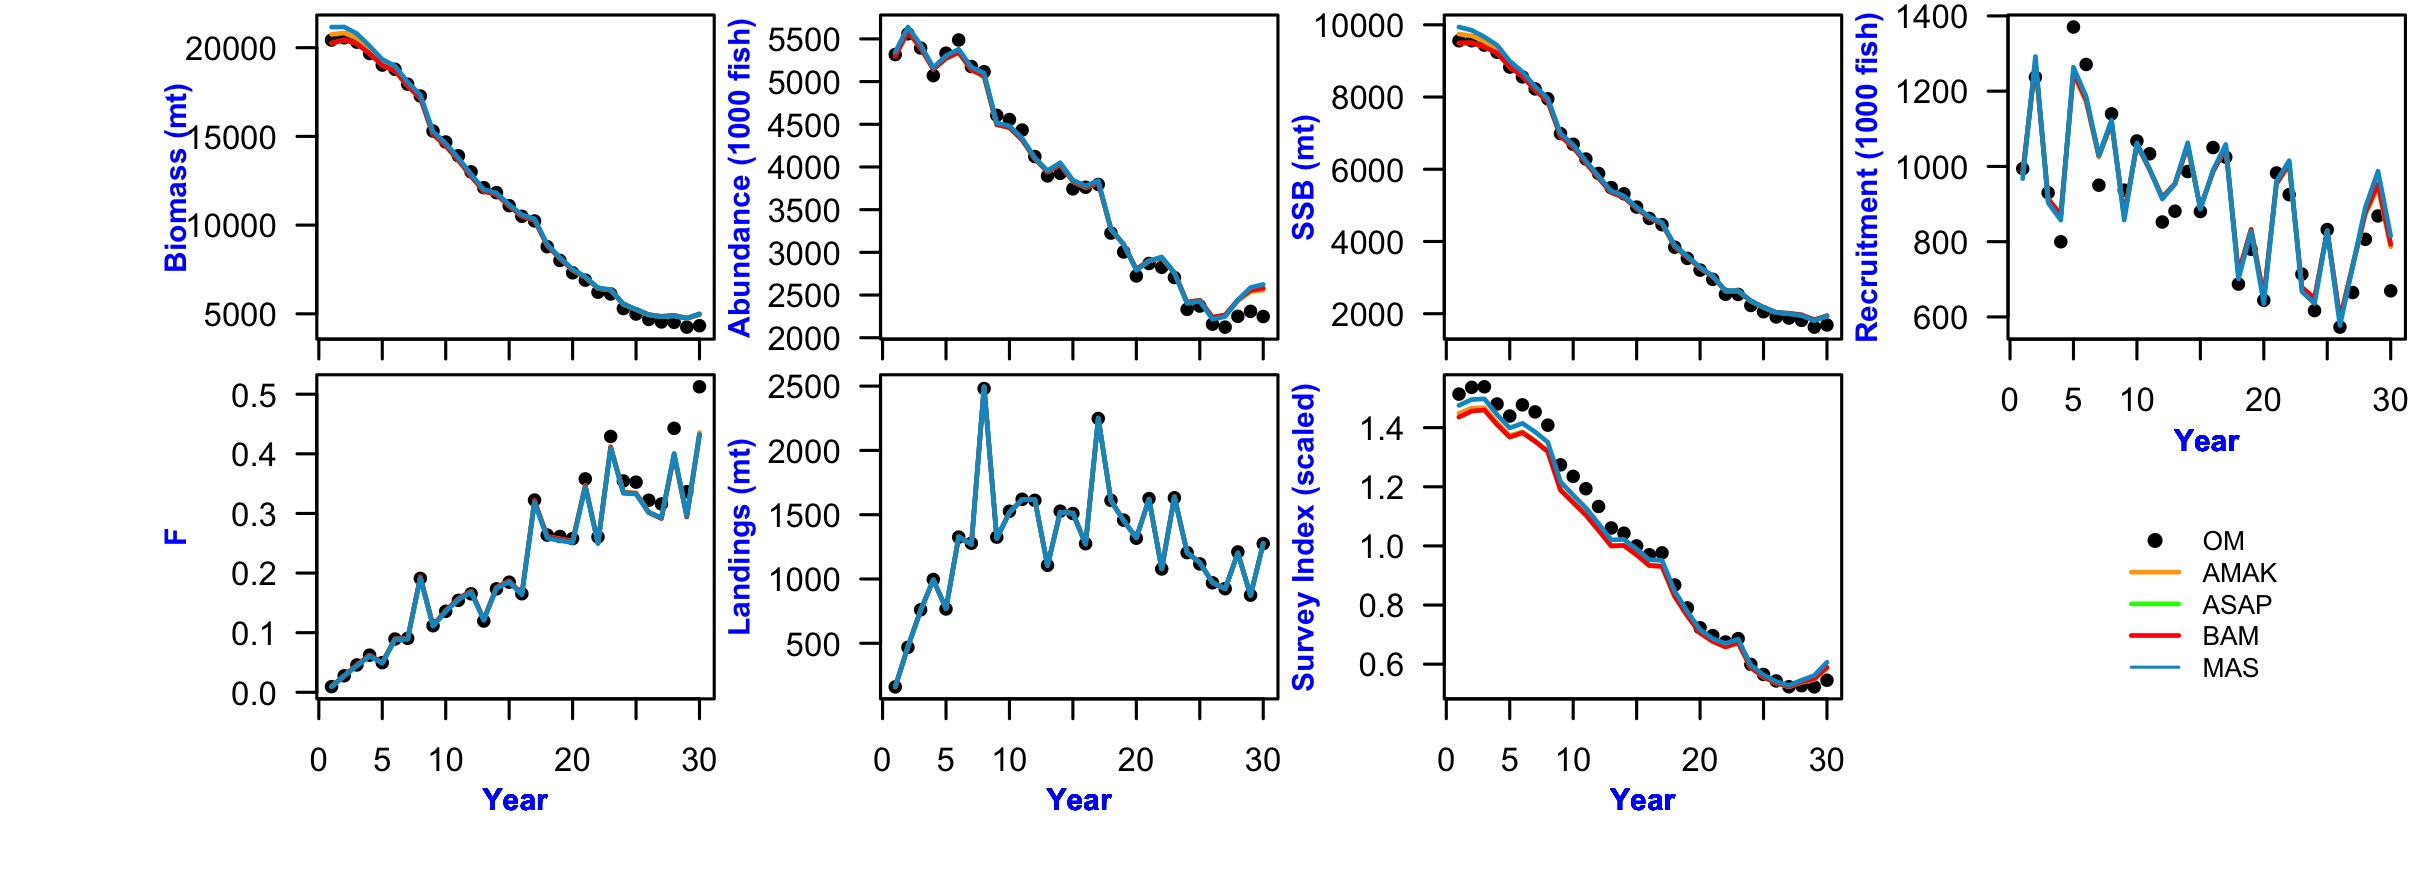 Biomass (mt)
20000
15000
10000
5000
Abundance (1000 fish)
5500
5000
4500
4000
3500
3000
2500
2000
SSB (mt)
10000
8000
6000
4000
2000
Recruitment (1000 fish)
1400
1200
1000
800
600
0 5 10 20 30
Year
F
0.5
0.4
0.3
0.2
0.1
0.0
0 5 10 20 30
Year
Landings (mt)
2500
2000
1500
1000
500
0 5 10 20 30
Year
Survey Index (scaled)
1.4
1.2
1.0
0.8
0.6
0 5 10 20 30
Year
OM
AMAK
ASAP
BAM
MAS